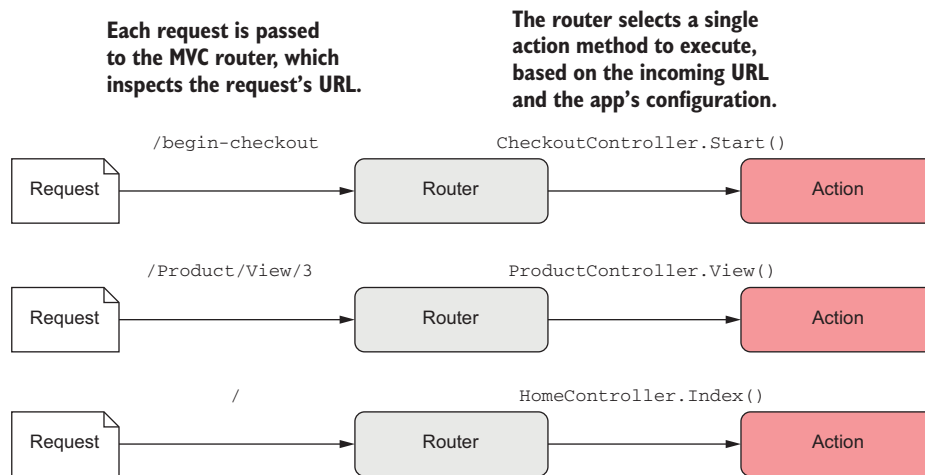 Each request is passed
to the MVC router, which
inspects the request's URL.
The router selects a single
action method to execute,
based on the incoming URL
and the app's configuration.
/begin-checkout
CheckoutController.Start()
Request
Router
Action
/Product/View/3
ProductController.View()
Request
Router
Action
/
HomeController.Index()
Request
Router
Action